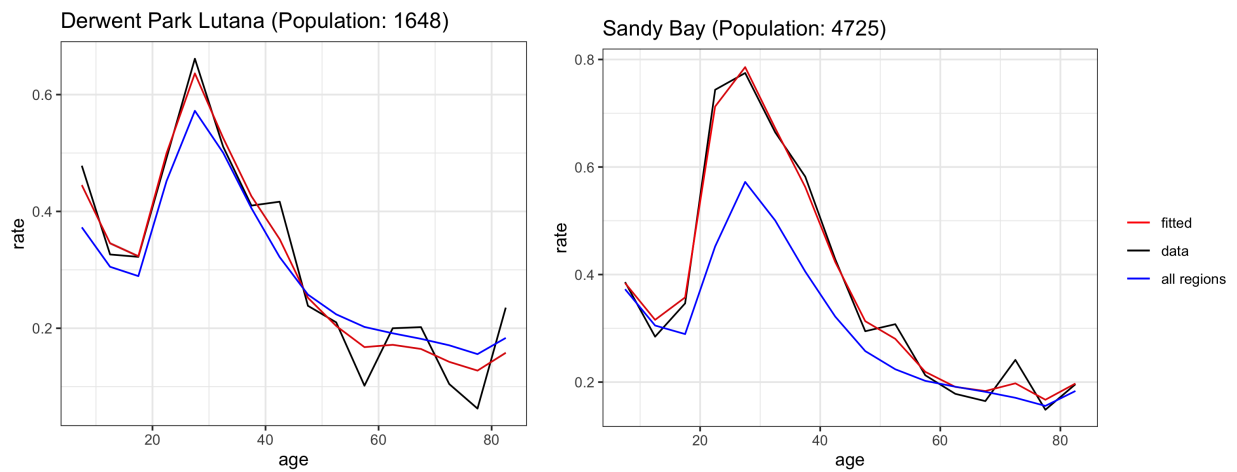 Derwent Park Lutana (Population: 1648)
0.6
0.4
0.2
rate
20 40 60 80
age
Sandy Bay (Population: 4725)
0.8
0.6
0.4
0.2
rate
20 40 60 80
age
fitted
data
all regions